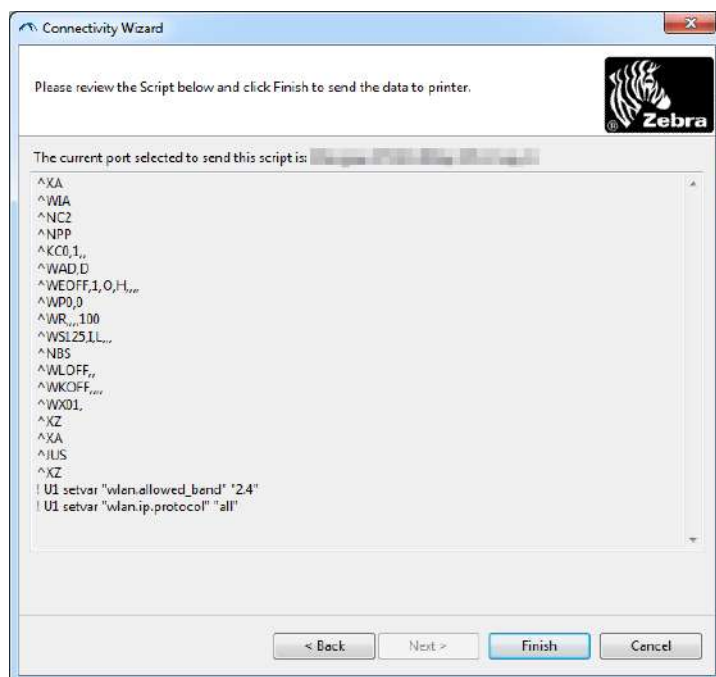 Connectivity Wizard
Please review the Script below and click Finish to send the data to printer.
® Zebra
The current port selected to send this script is:
^XA
^WIA
^NC2
^NPP
^KC0,1,,
^WAD,D
^WEOFF,1,O,H,,,,
^WP0,0
^WR,,,,100
^WS125,I,L,,,
^NBS
^WLOFF,,
^WKOFF,,,,
^WX01,
^XZ
^XA
^JUS
^XZ
! U1 setvar "wlan.allowed_band" "2.4"
! U1 setvar "wlan.ip.protocol" "all"
< Back Next > Finish Cancel